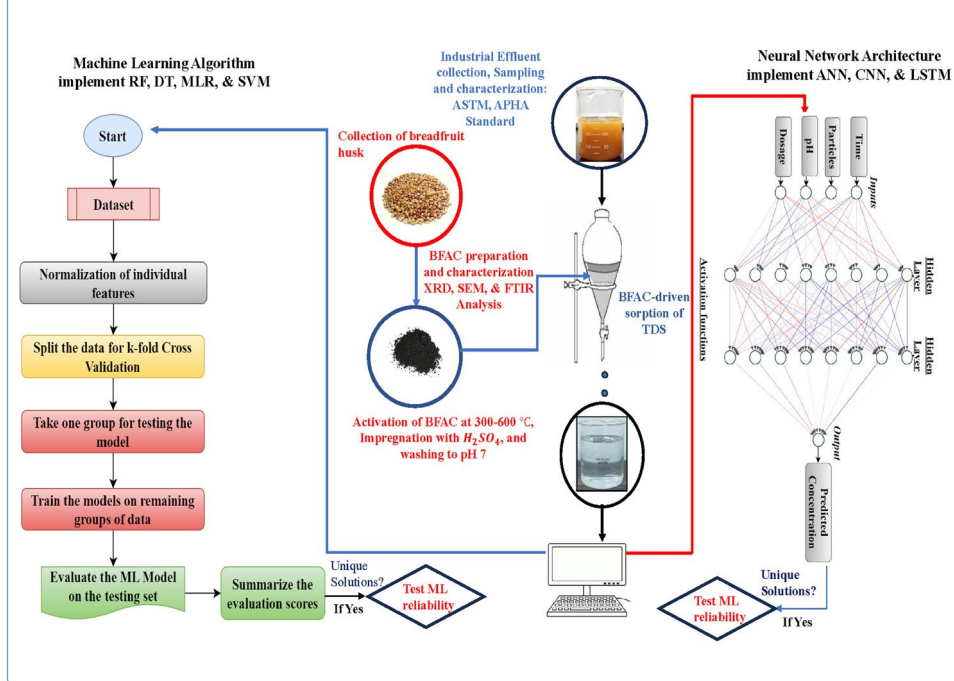 Machine Learning Algorithm
implement RF, DT, MLR, & SVM
Start
Dataset
Normalization of individual
features
Split the data for k-fold Cross
Validation
Take one group for testing the
model
Train the models on remaining
groups of data
Evaluate the ML Model
on the testing set
Summarize the
evaluation scores
Unique
Solutions?
If Yes
Test ML
reliability
Industrial Effluent
collection, Sampling
and characterization:
ASTM, APHA
Standard
Collection of breadfruit
husk
BFAC preparation
and characterization
XRD, SEM, & FTIR
Analysis
BFAC-driven
sorption of
TDS
Activation of BFAC at 300-600 °C,
Impregnation with H₂SO₄, and
washing to pH 7
Neural Network Architecture
implement ANN, CNN, & LSTM
Dosage
pH
Particles
Time
Inputs
Activation functions
Hidden
Layer
Hidden
Layer
Output
Predicted
Concentration
Unique
Solutions?
If Yes
Test ML
reliability